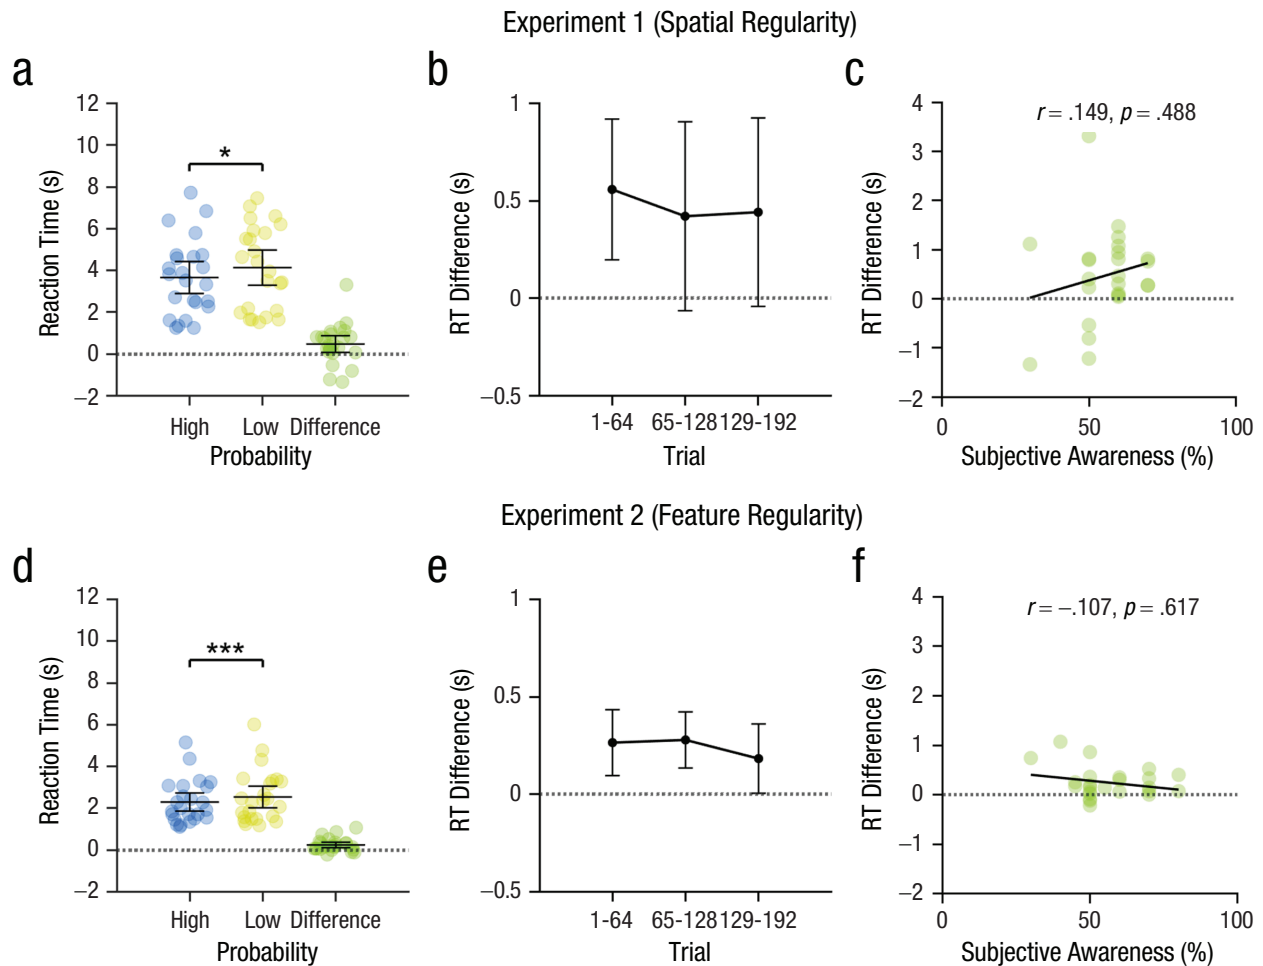 Experiment 1 (Spatial Regularity)
a
Reaction Time (s)
12
10
8
6
4
2
0
−2
*
High Low Difference
Probability
b
RT Difference (s)
1
0.5
0
−0.5
1-64 65-128 129-192
Trial
c
RT Difference (s)
4
3
2
1
0
−1
−2
r = .149, p = .488
0 50 100
Subjective Awareness (%)
Experiment 2 (Feature Regularity)
d
Reaction Time (s)
12
10
8
6
4
2
0
−2
***
High Low Difference
Probability
e
RT Difference (s)
1
0.5
0
−0.5
1-64 65-128 129-192
Trial
f
RT Difference (s)
4
3
2
1
0
−1
−2
r = −.107, p = .617
0 50 100
Subjective Awareness (%)